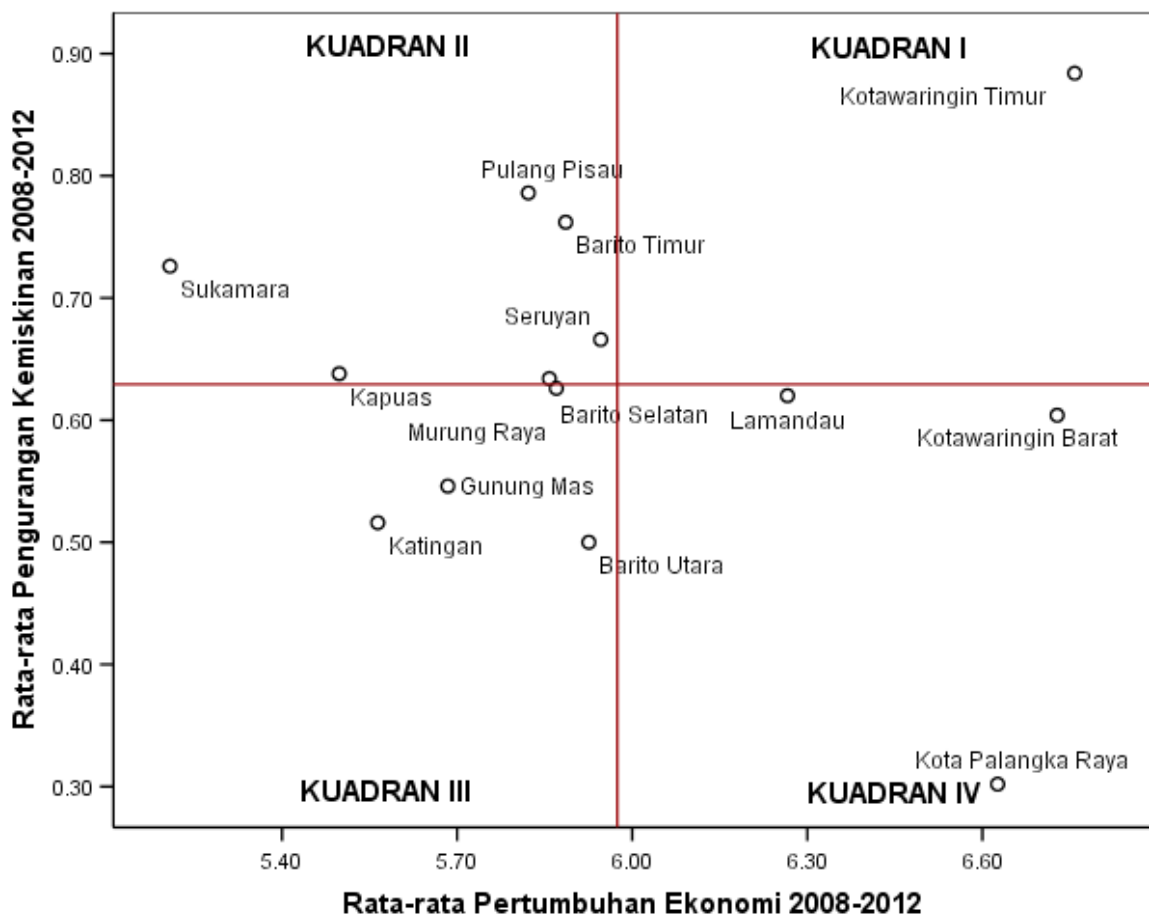 KUADRAN II
KUADRAN I
0.90
Kotawaringin Timur
Pulang Pisau
0.80
Barito Timur
Sukamara
0.70
Seruyan
Kapuas
Barito Selatan
Lamandau
0.60
Murung Raya
Kotawaringin Barat
Gunung Mas
Katingan
0.50
Barito Utara
0.40
Kota Palangka Raya
0.30
KUADRAN III
KUADRAN IV
5.40
5.70
6.00
6.30
6.60
Rata-rata Pengurangan Kemiskinan 2008-2012
Rata-rata Pertumbuhan Ekonomi 2008-2012